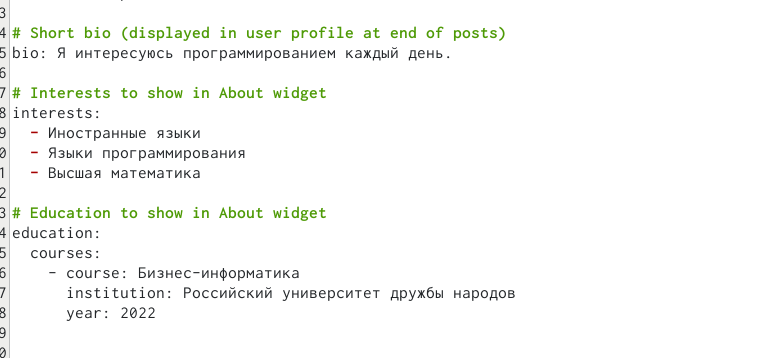 3
4 # Short bio (displayed in user profile at end of posts)
5 bio: Я интересуюсь программированием каждый день.
6
7 # Interests to show in About widget
8 interests:
9   - Иностранные языки
0   - Языки программирования
1   - Высшая математика
2
3 # Education to show in About widget
4 education:
5   courses:
6     - course: Бизнес-информатика
7       institution: Российский университет дружбы народов
8       year: 2022
9
0